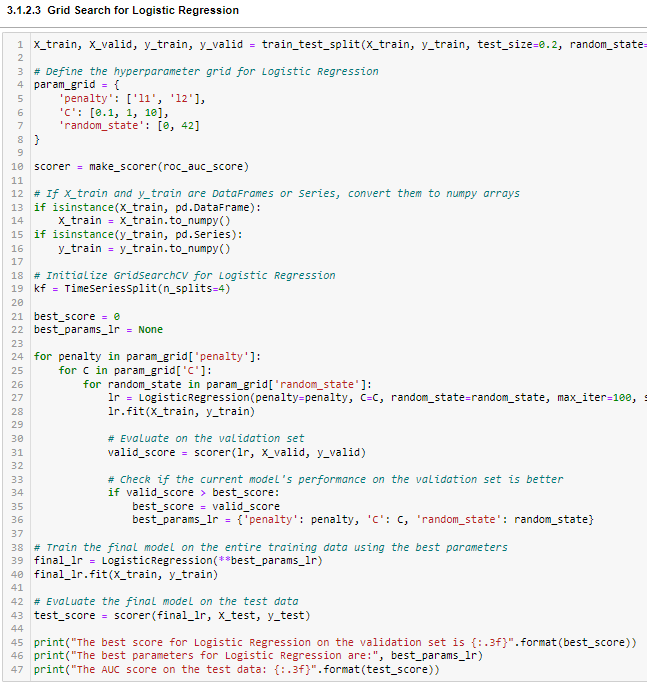 3.1.2.3 Grid Search for Logistic Regression
1 X_train, X_valid, y_train, y_valid = train_test_split(X_train, y_train, test_size=0.2, random_state=
2
3 # Define the hyperparameter grid for Logistic Regression
4 param_grid = {
5     'penalty': ['l1', 'l2'],
6     'C': [0.1, 1, 10],
7     'random_state': [0, 42]
8 }
9
10 scorer = make_scorer(roc_auc_score)
11
12 # If X_train and y_train are DataFrames or Series, convert them to numpy arrays
13 if isinstance(X_train, pd.DataFrame):
14     X_train = X_train.to_numpy()
15 if isinstance(y_train, pd.Series):
16     y_train = y_train.to_numpy()
17
18 # Initialize GridSearchCV for Logistic Regression
19 kf = TimeSeriesSplit(n_splits=4)
20
21 best_score = 0
22 best_params_lr = None
23
24 for penalty in param_grid['penalty']:
25     for C in param_grid['C']:
26         for random_state in param_grid['random_state']:
27             lr = LogisticRegression(penalty=penalty, C=C, random_state=random_state, max_iter=100, s
28             lr.fit(X_train, y_train)
29
30             # Evaluate on the validation set
31             valid_score = scorer(lr, X_valid, y_valid)
32
33             # Check if the current model's performance on the validation set is better
34             if valid_score > best_score:
35                 best_score = valid_score
36                 best_params_lr = {'penalty': penalty, 'C': C, 'random_state': random_state}
37
38 # Train the final model on the entire training data using the best parameters
39 final_lr = LogisticRegression(**best_params_lr)
40 final_lr.fit(X_train, y_train)
41
42 # Evaluate the final model on the test data
43 test_score = scorer(final_lr, X_test, y_test)
44
45 print("The best score for Logistic Regression on the validation set is {:.3f}".format(best_score))
46 print("The best parameters for Logistic Regression are:", best_params_lr)
47 print("The AUC score on the test data: {:.3f}".format(test_score))